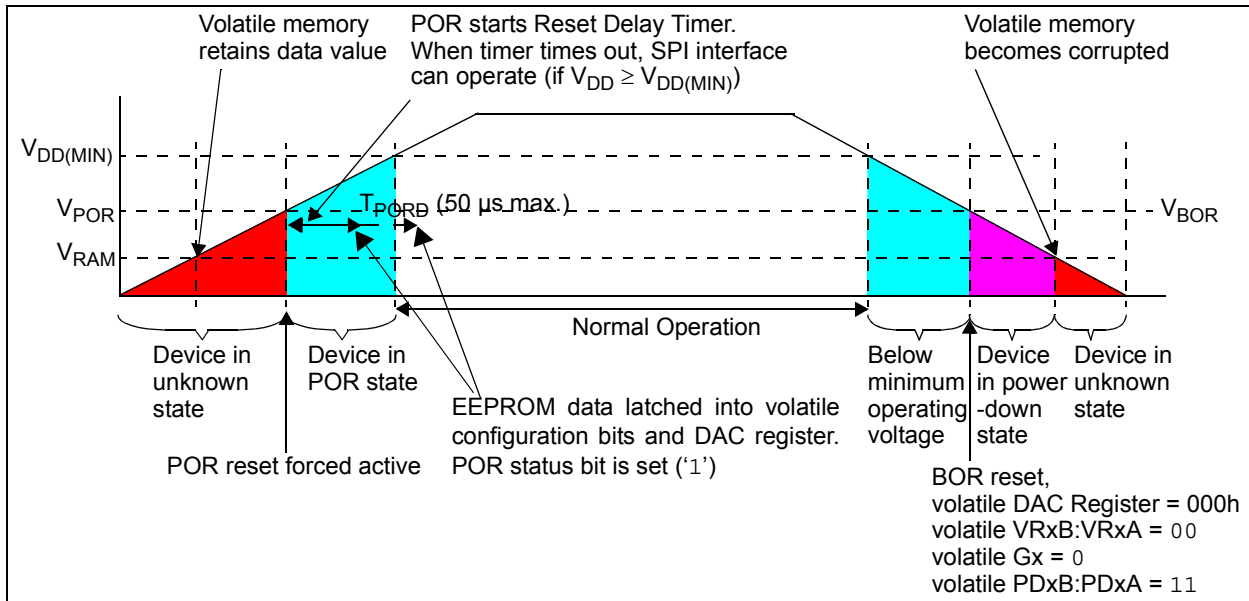 Volatile memory
retains data value
POR starts Reset Delay Timer.
When timer times out, SPI interface
can operate (if VDD ≥ VDD(MIN))
Volatile memory
becomes corrupted
VDD(MIN)
VPOR
VRAM
TPORD (50 µs max.)
VBOR
Normal Operation
Device in
unknown
state
Device in
POR state
Below
minimum
operating
voltage
Device
in power
-down
state
Device in
unknown
state
POR reset forced active
EEPROM data latched into volatile
configuration bits and DAC register.
POR status bit is set (‘1’)
BOR reset,
volatile DAC Register = 000h
volatile VRxB:VRxA = 00
volatile Gx = 0
volatile PDxB:PDxA = 11